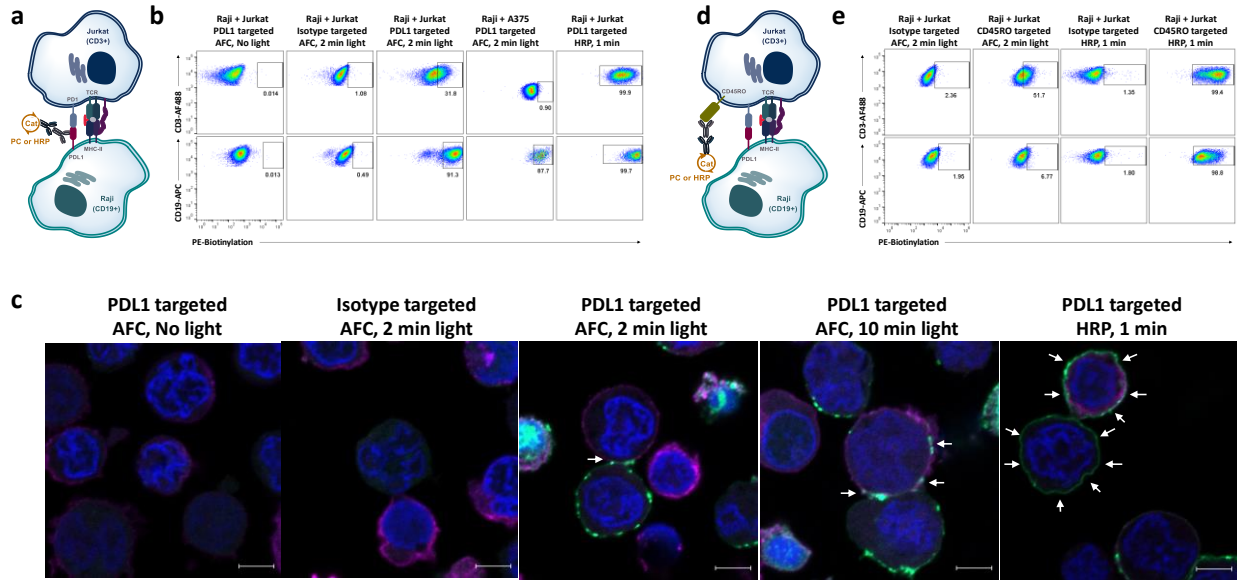 a
Jurkat
(CD3+)
PD1
TCR
Cat
PC or HRP
PDL1
MHC-II
Raji
(CD19+)
b
Raji + Jurkat
PDL1 targeted
AFC, No light
Raji + Jurkat
Isotype targeted
AFC, 2 min light
Raji + Jurkat
PDL1 targeted
AFC, 2 min light
Raji + A375
PDL1 targeted
AFC, 2 min light
Raji + Jurkat
PDL1 targeted
HRP, 1 min
CD3-AF488
0.014
1.08
31.8
0.90
99.9
CD19-APC
0.013
0.49
91.3
87.7
99.7
PE-Biotinylation
d
Jurkat
(CD3+)
CD45RO
TCR
Cat
PC or HRP
PDL1
MHC-II
Raji
(CD19+)
e
Raji + Jurkat
Isotype targeted
AFC, 2 min light
Raji + Jurkat
CD45RO targeted
AFC, 2 min light
Raji + Jurkat
Isotype targeted
HRP, 1 min
Raji + Jurkat
CD45RO targeted
HRP, 1 min
CD3-AF488
2.36
51.7
1.35
99.4
CD19-APC
1.95
6.77
1.80
98.8
PE-Biotinylation
c
PDL1 targeted
AFC, No light
Isotype targeted
AFC, 2 min light
PDL1 targeted
AFC, 2 min light
PDL1 targeted
AFC, 10 min light
PDL1 targeted
HRP, 1 min